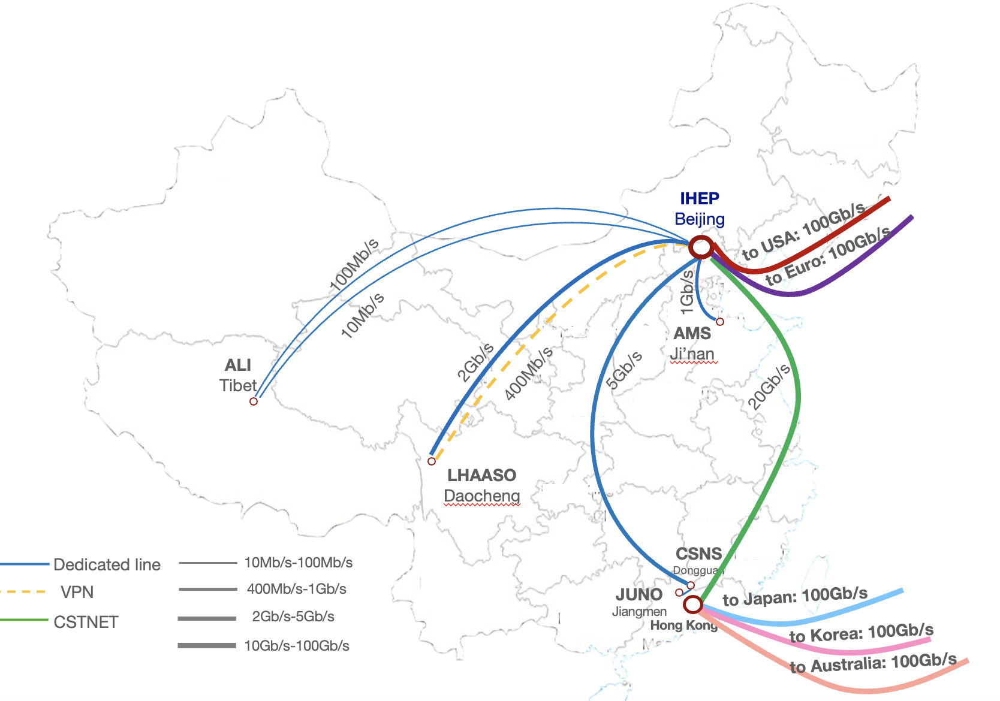 IHEP
Beijing
to USA: 100Gb/s
to Euro: 100Gb/s
100Mb/s
10Mb/s
1Gb/s
AMS
Ji’nan
ALI
Tibet
2Gb/s
400Mb/s
5Gb/s
20Gb/s
LHAASO
Daocheng
CSNS
Dongguan
JUNO
Jiangmen
Hong Kong
to Japan: 100Gb/s
to Korea: 100Gb/s
to Australia: 100Gb/s
Dedicated line
VPN
CSTNET
10Mb/s-100Mb/s
400Mb/s-1Gb/s
2Gb/s-5Gb/s
10Gb/s-100Gb/s